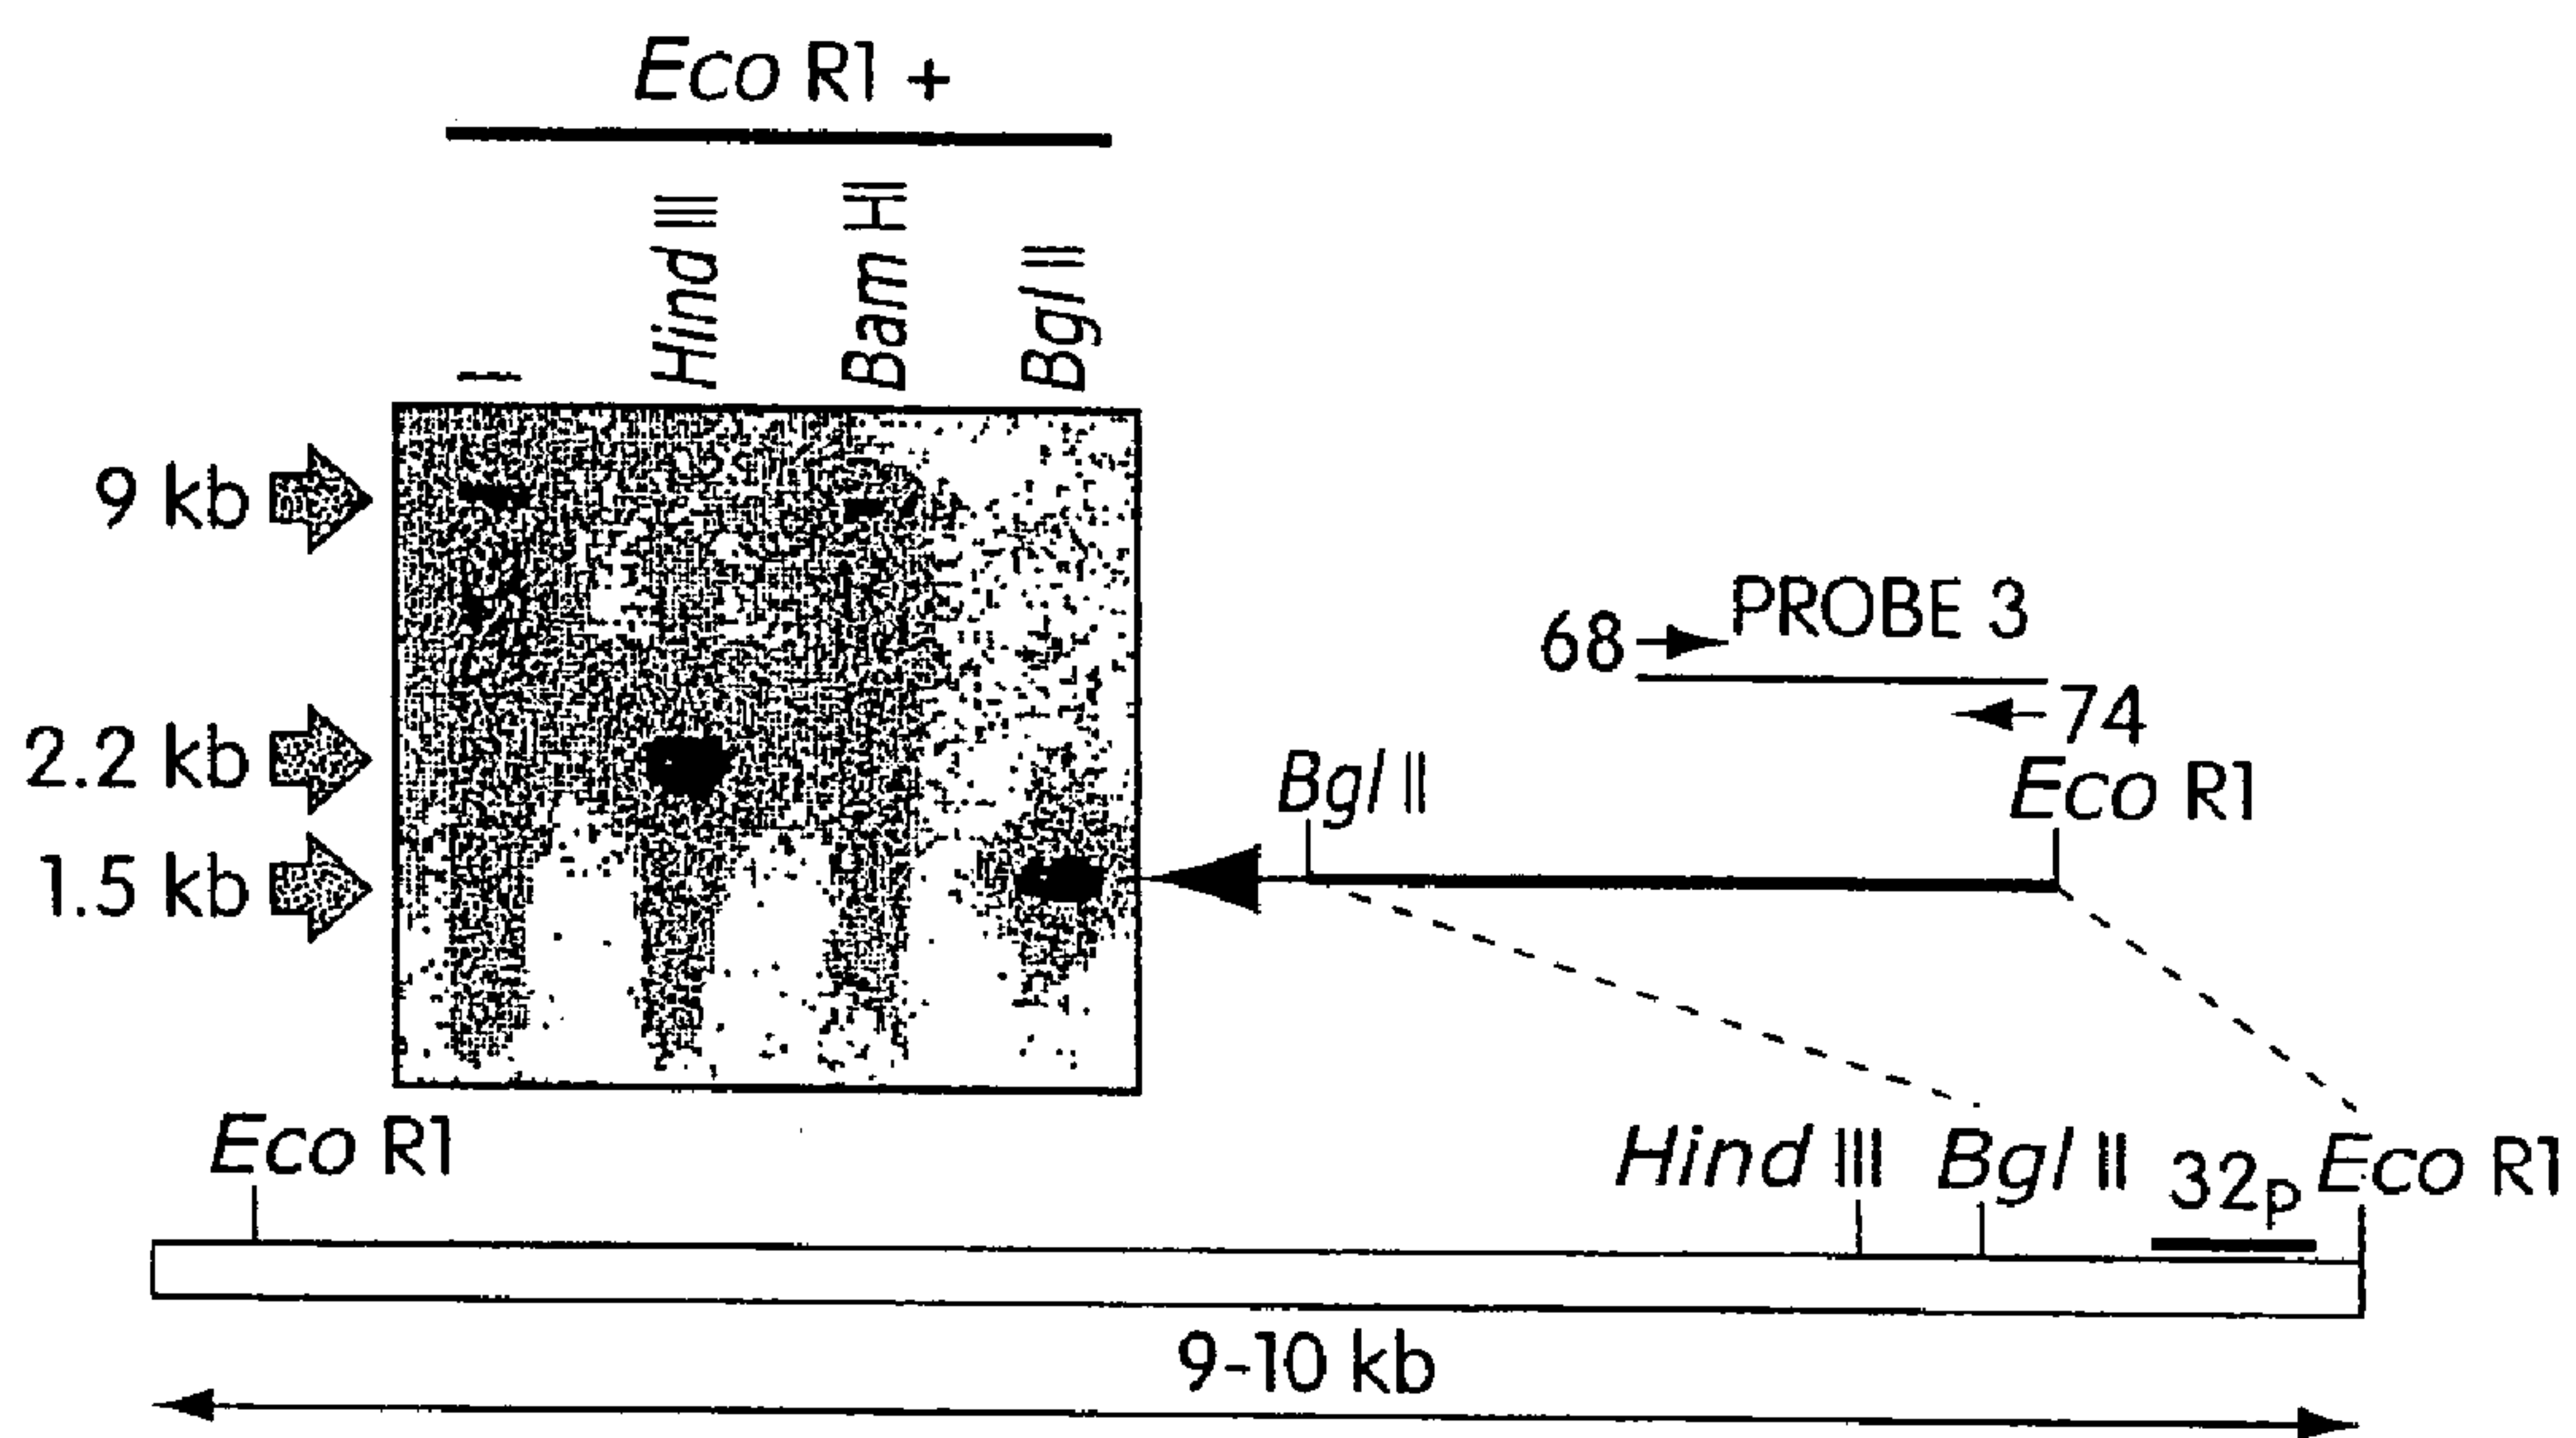 Eco R1 +
–
Hind III
Bam HI
Bgl II
9 kb
2.2 kb
1.5 kb
68
PROBE 3
74
Bgl II
Eco R1
Eco R1
Hind III
Bgl II
32p
Eco R1
9-10 kb